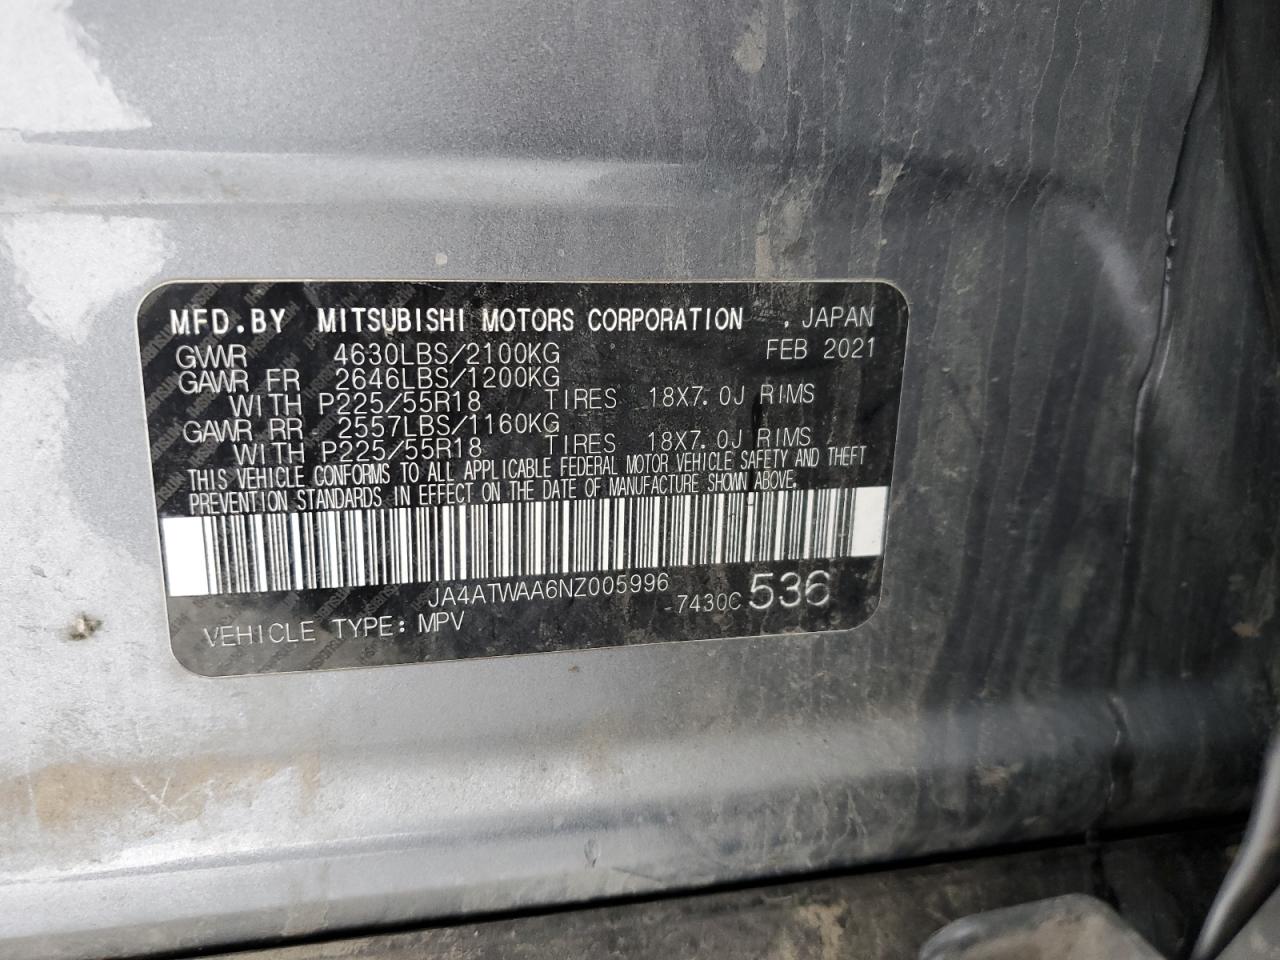 MFD.BY MITSUBISHI MOTORS CORPORATION , JAPAN
GVWR 4630LBS/2100KG FEB 2021
GAWR FR 2646LBS/1200KG
WITH P225/55R18 TIRES 18X7.0J RIMS
GAWR RR 2557LBS/1160KG
WITH P225/55R18 TIRES 18X7.0J RIMS
THIS VEHICLE CONFORMS TO ALL APPLICABLE FEDERAL MOTOR VEHICLE SAFETY AND THEFT
PREVENTION STANDARDS IN EFFECT ON THE DATE OF MANUFACTURE SHOWN ABOVE.
JA4ATWAA6NZ005996
7430C 536
VEHICLE TYPE: MPV